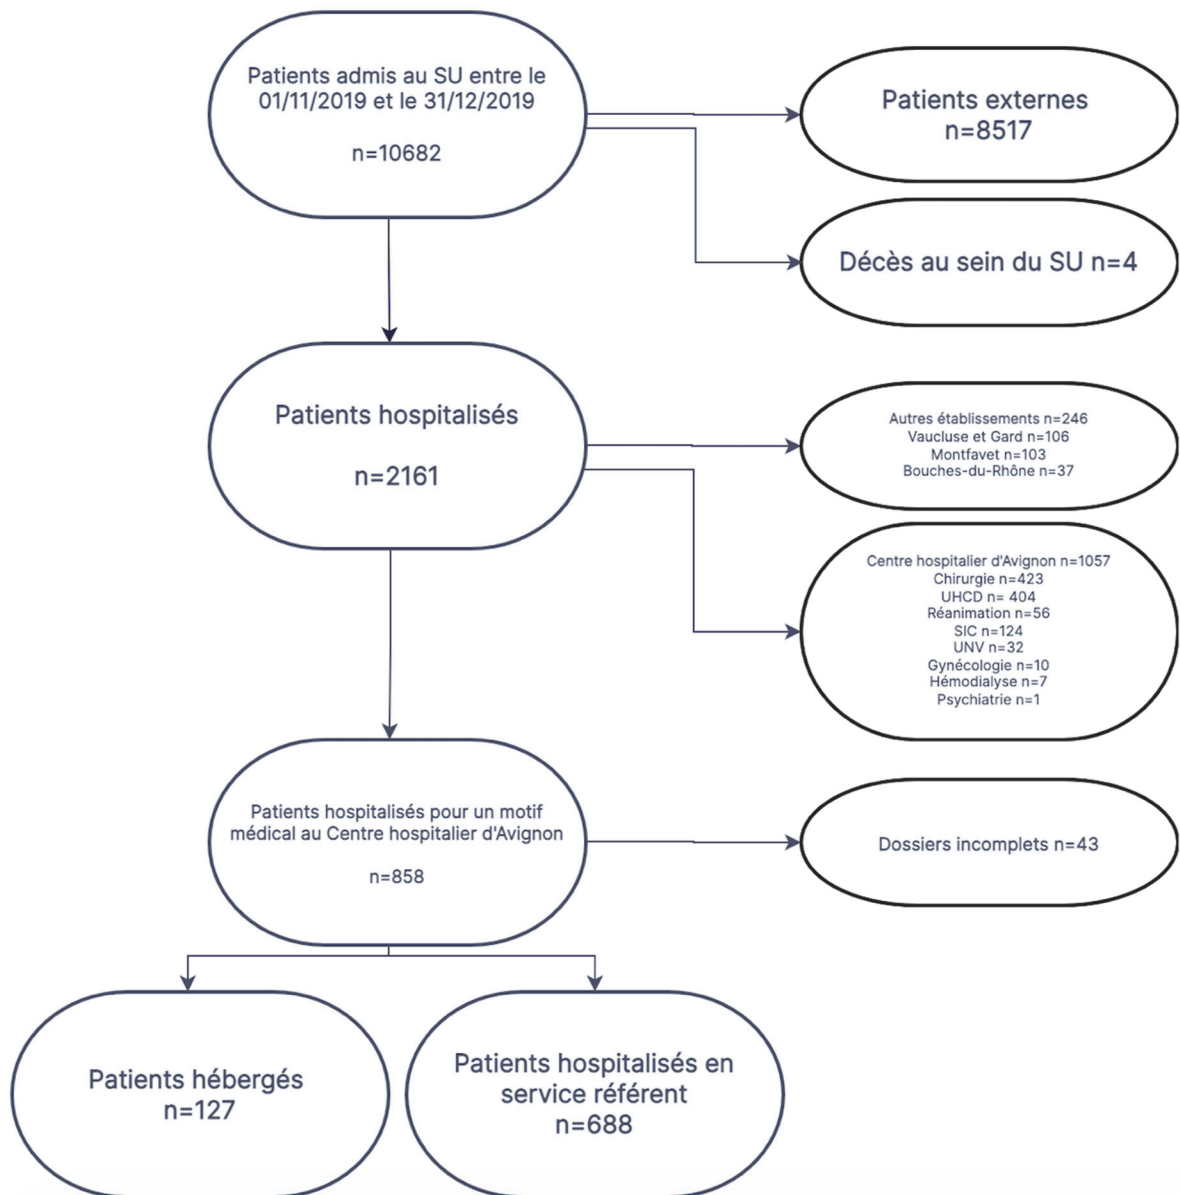 Patients admis au SU entre le
01/11/2019 et le 31/12/2019
n=10682
Patients externes
n=8517
Décès au sein du SU n=4
Patients hospitalisés
n=2161
Autres établissements n=246
Vaucluse et Gard n=106
Montfavet n=103
Bouches-du-Rhône n=37
Centre hospitalier d'Avignon n=1057
Chirurgie n=423
UHCD n= 404
Réanimation n=56
SIC n=124
UNV n=32
Gynécologie n=10
Hémodialyse n=7
Psychiatrie n=1
Patients hospitalisés pour un motif
médical au Centre hospitalier d'Avignon
n=858
Dossiers incomplets n=43
Patients hébergés
n=127
Patients hospitalisés en
service référent
n=688